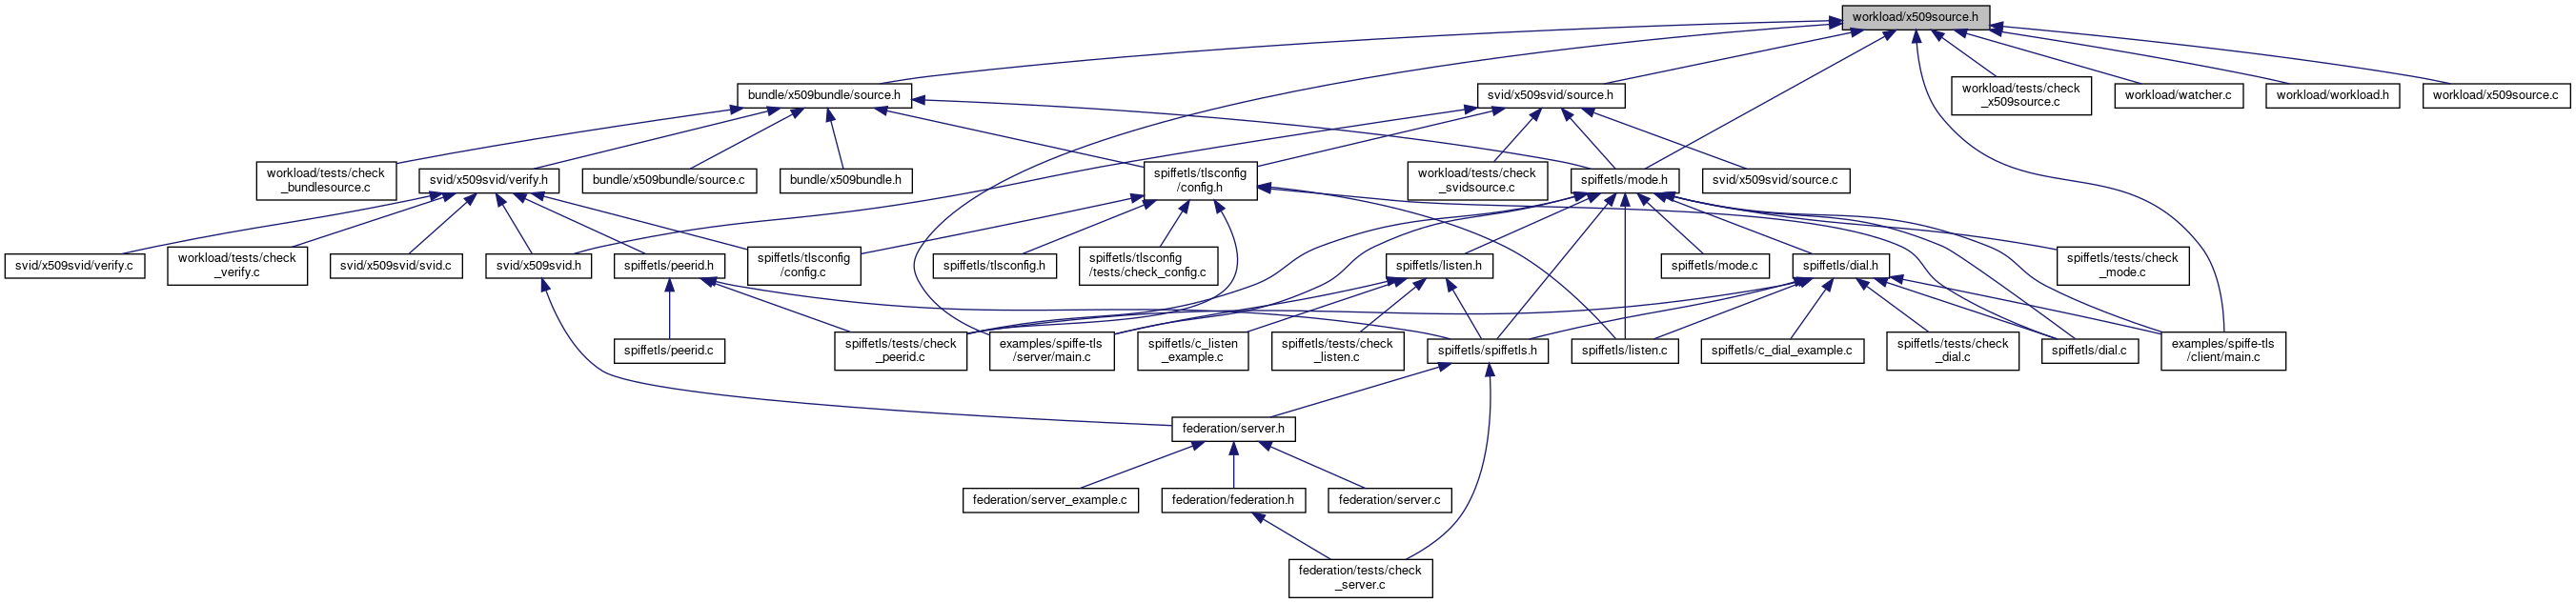 workload/x509source.h
bundle/x509bundle/source.h
svid/x509svid/source.h
workload/tests/check
_x509source.c
workload/watcher.c
workload/workload.h
workload/x509source.c
workload/tests/check
_bundlesource.c
svid/x509svid/verify.h
bundle/x509bundle/source.c
bundle/x509bundle.h
spiffetls/tlsconfig
/config.h
workload/tests/check
_svidsource.c
spiffetls/mode.h
svid/x509svid/source.c
svid/x509svid/verify.c
workload/tests/check
_verify.c
svid/x509svid/svid.c
svid/x509svid.h
spiffetls/peerid.h
spiffetls/tlsconfig
/config.c
spiffetls/tlsconfig.h
spiffetls/tlsconfig
/tests/check_config.c
spiffetls/listen.h
spiffetls/mode.c
spiffetls/dial.h
spiffetls/tests/check
_mode.c
spiffetls/peerid.c
spiffetls/tests/check
_peerid.c
examples/spiffe-tls
/server/main.c
spiffetls/c_listen
_example.c
spiffetls/tests/check
_listen.c
spiffetls/spiffetls.h
spiffetls/listen.c
spiffetls/c_dial_example.c
spiffetls/tests/check
_dial.c
spiffetls/dial.c
examples/spiffe-tls
/client/main.c
federation/server.h
federation/server_example.c
federation/federation.h
federation/server.c
federation/tests/check
_server.c